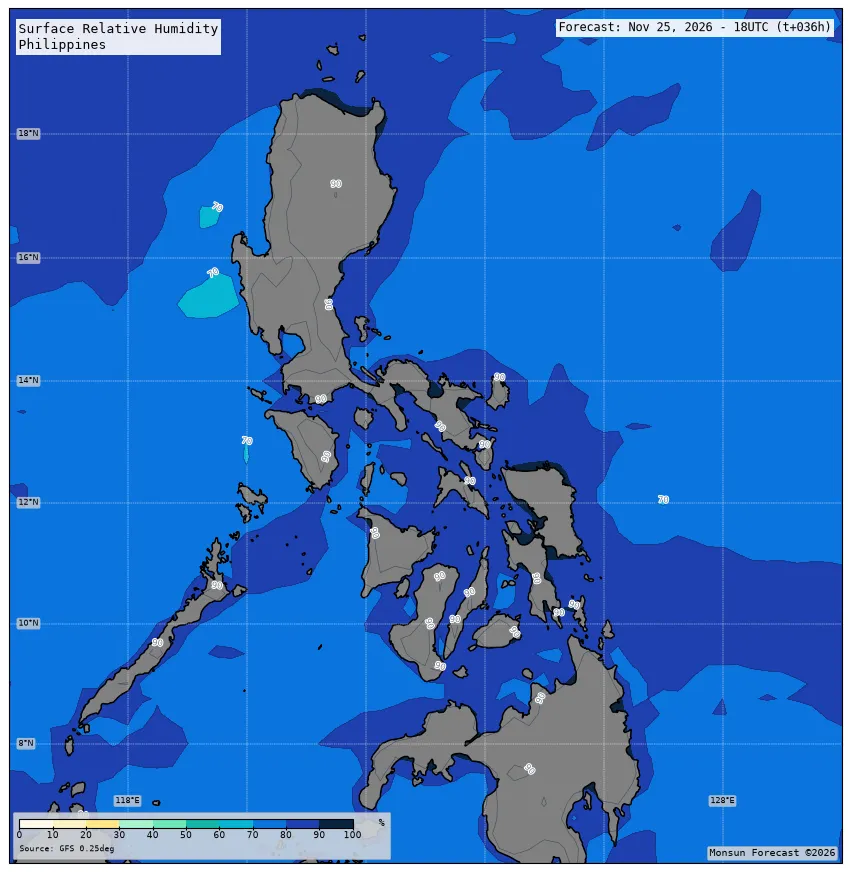 Surface Relative Humidity
Philippines
Forecast: Nov 25, 2026 - 18UTC (t+036h)
18°N
90
70
16°N
70
90
14°N
90
90
90
70
90
90
90
12°N
70
90
90
90
90
90
90
10°N
90
90
90
90
90
90
90
8°N
90
118°E
128°E
0 10 20 30 40 50 60 70 80 90 100 %
Source: GFS 0.25deg
Monsun Forecast ©2026